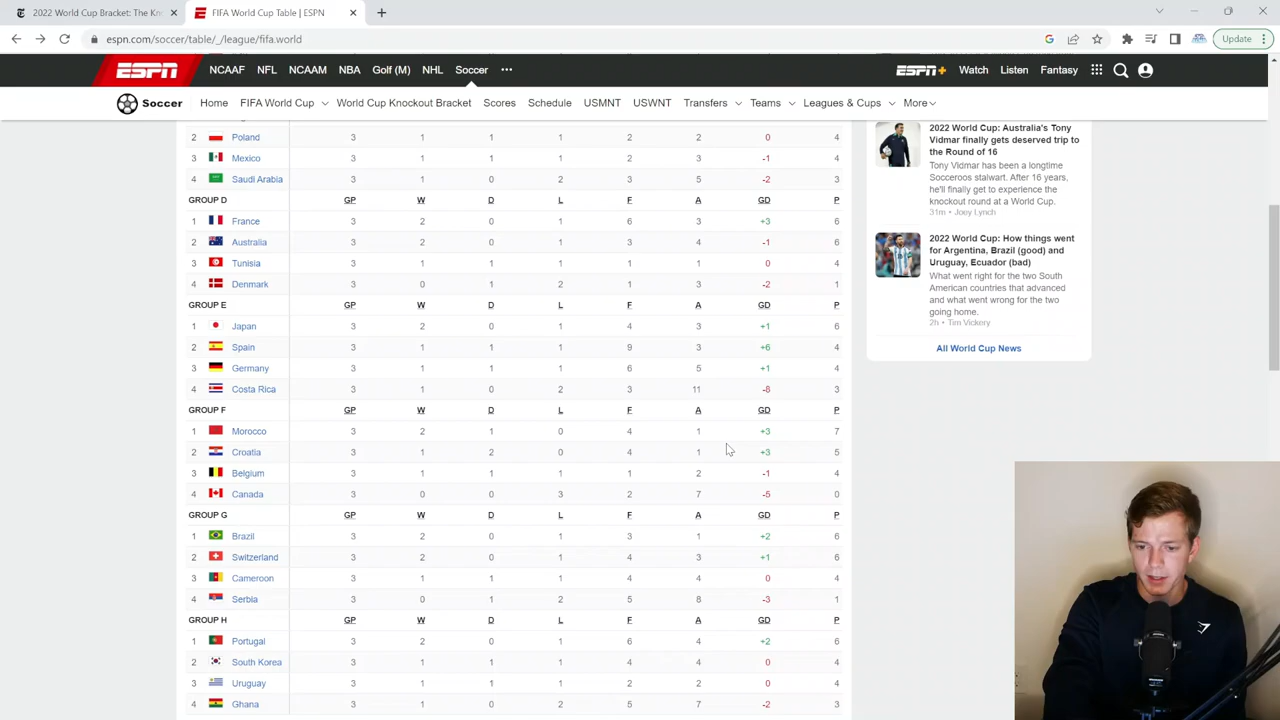 2022 World Cup Bracket: The Kn
FIFA World Cup Table | ESPN
espn.com/soccer/table/_/league/fifa.world
Update
ESPN NCAAF NFL NCAAM NBA Golf (M) NHL Soccer ... ESPN+ Watch Listen Fantasy
Soccer Home FIFA World Cup World Cup Knockout Bracket Scores Schedule USMNT USWNT Transfers Teams Leagues & Cups More
2 Poland 3 1 1 1 2 2 0 4
3 Mexico 3 1 1 1 2 3 -1 4
4 Saudi Arabia 3 1 0 2 3 5 -2 3
GROUP D GP W D L F A GD P
1 France 3 2 0 1 6 3 +3 6
2 Australia 3 2 0 1 3 4 -1 6
3 Tunisia 3 1 1 1 1 1 0 4
4 Denmark 3 0 1 2 1 3 -2 1
GROUP E GP W D L F A GD P
1 Japan 3 2 0 1 4 3 +1 6
2 Spain 3 1 1 1 9 3 +6 4
3 Germany 3 1 1 1 6 5 +1 4
4 Costa Rica 3 1 0 2 3 11 -8 3
GROUP F GP W D L F A GD P
1 Morocco 3 2 1 0 4 1 +3 7
2 Croatia 3 1 2 0 4 1 +3 5
3 Belgium 3 1 1 1 1 2 -1 4
4 Canada 3 0 0 3 2 7 -5 0
GROUP G GP W D L F A GD P
1 Brazil 3 2 0 1 3 1 +2 6
2 Switzerland 3 2 0 1 4 3 +1 6
3 Cameroon 3 1 1 1 4 4 0 4
4 Serbia 3 0 1 2 5 8 -3 1
GROUP H GP W D L F A GD P
1 Portugal 3 2 0 1 6 4 +2 6
2 South Korea 3 1 1 1 4 4 0 4
3 Uruguay 3 1 1 1 2 2 0 4
4 Ghana 3 1 0 2 5 7 -2 3
2022 World Cup: Australia's Tony
Vidmar finally gets deserved trip to
the Round of 16
Tony Vidmar has been a longtime
Socceroos stalwart. After 16 years,
he'll finally get to experience the
knockout round at a World Cup.
31m • Joey Lynch
2022 World Cup: How things went
for Argentina, Brazil (good) and
Uruguay, Ecuador (bad)
What went right for the two South
American countries that advanced
and what went wrong for the two
going home.
2h • Tim Vickery
All World Cup News